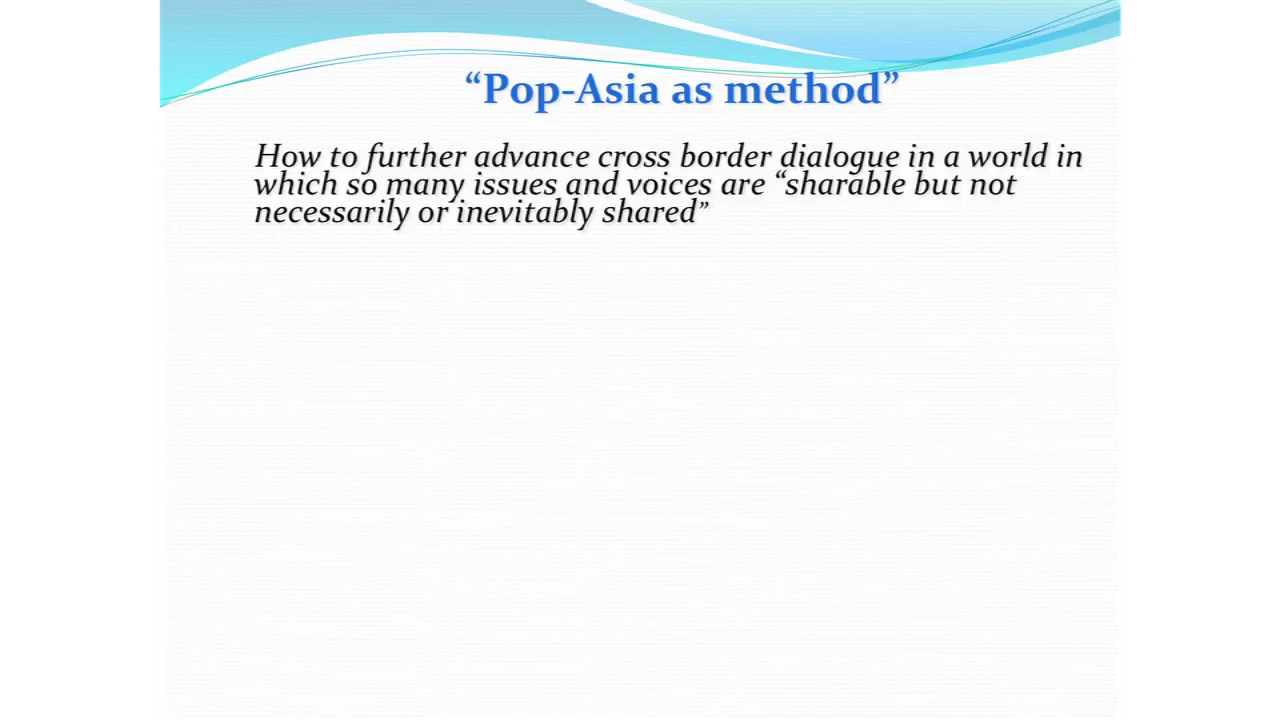 “Pop-Asia as method”
How to further advance cross border dialogue in a world in
which so many issues and voices are “sharable but not
necessarily or inevitably shared”